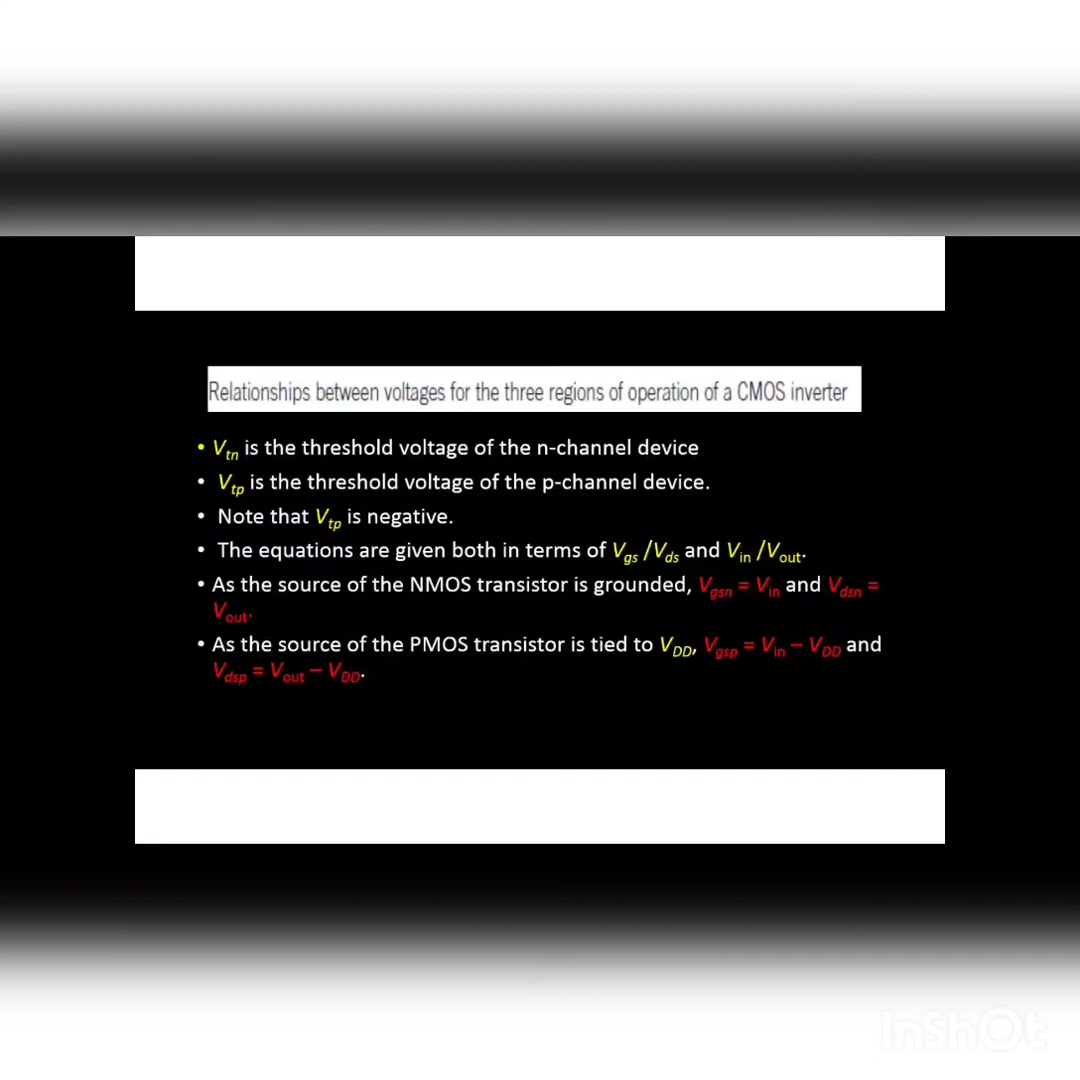 Relationships between voltages for the three regions of operation of a CMOS inverter
• Vtn is the threshold voltage of the n-channel device
• Vtp is the threshold voltage of the p-channel device.
• Note that Vtp is negative.
• The equations are given both in terms of Vgs /Vds and Vin /Vout.
• As the source of the NMOS transistor is grounded, Vgsn = Vin and Vdsn =
Vout.
• As the source of the PMOS transistor is tied to VDD, Vgsp = Vin − VDD and
Vdsp = Vout − VDD.
InShOt